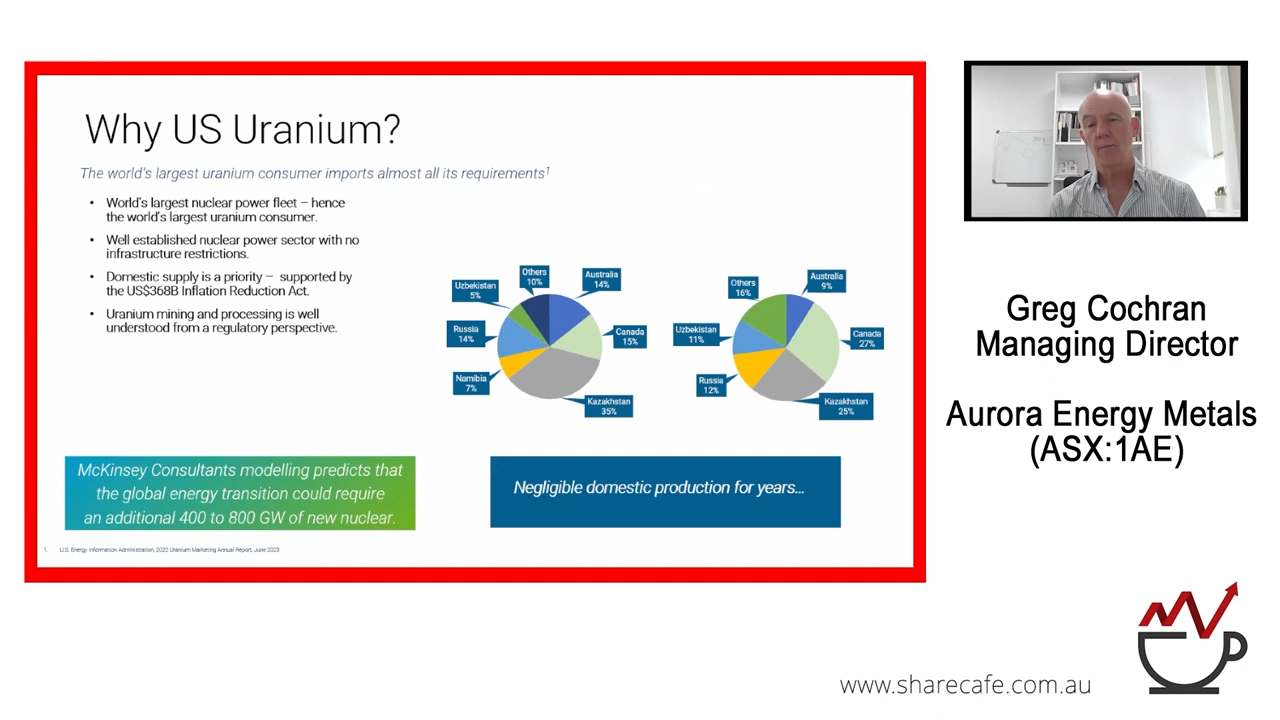 Why US Uranium?
The world's largest uranium consumer imports almost all its requirements1
• World's largest nuclear power fleet – hence
the world's largest uranium consumer.
• Well established nuclear power sector with no
infrastructure restrictions.
• Domestic supply is a priority – supported by
the US$368B Inflation Reduction Act.
• Uranium mining and processing is well
understood from a regulatory perspective.
Others
10%
Australia
14%
Uzbekistan
5%
Russia
14%
Canada
15%
Namibia
7%
Kazakhstan
35%
Others
16%
Australia
9%
Uzbekistan
11%
Canada
27%
Russia
12%
Kazakhstan
25%
McKinsey Consultants modelling predicts that
the global energy transition could require
an additional 400 to 800 GW of new nuclear.
Negligible domestic production for years...
1. U.S. Energy Information Administration, 2022 Uranium Marketing Annual Report, June 2023
Greg Cochran
Managing Director
Aurora Energy Metals
(ASX:1AE)
www.sharecafe.com.au